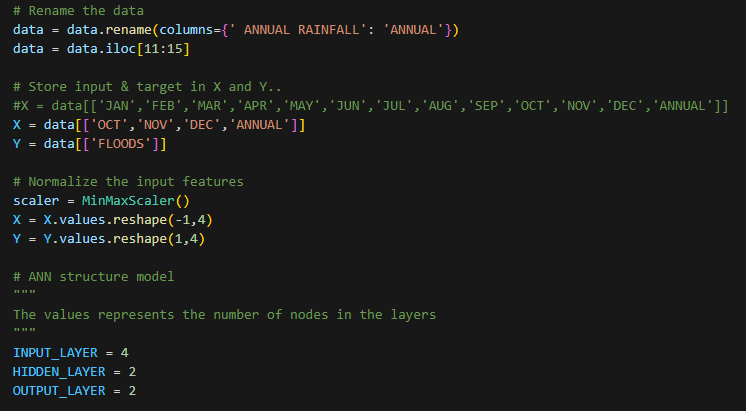 # Rename the data
data = data.rename(columns={' ANNUAL RAINFALL': 'ANNUAL'})
data = data.iloc[11:15]
# Store input & target in X and Y..
#X = data[['JAN','FEB','MAR','APR','MAY','JUN','JUL','AUG','SEP','OCT','NOV','DEC','ANNUAL']]
X = data[['OCT','NOV','DEC','ANNUAL']]
Y = data[['FLOODS']]
# Normalize the input features
scaler = MinMaxScaler()
X = X.values.reshape(-1,4)
Y = Y.values.reshape(1,4)
# ANN structure model
"""
The values represents the number of nodes in the layers
"""
INPUT_LAYER = 4
HIDDEN_LAYER = 2
OUTPUT_LAYER = 2